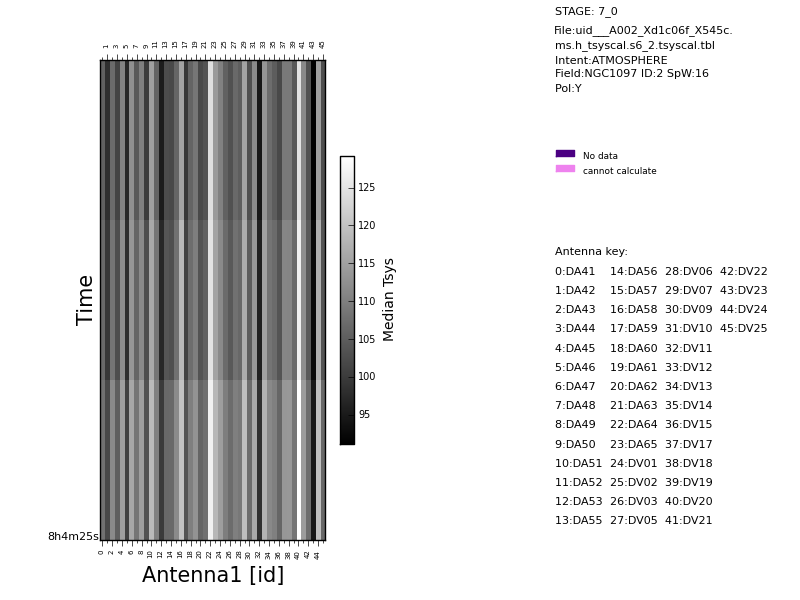 STAGE: 7_0
File:uid___A002_Xd1c06f_X545c.
ms.h_tsyscal.s6_2.tsyscal.tbl
Intent:ATMOSPHERE
Field:NGC1097 ID:2 SpW:16
Pol:Y
1 3 5 7 9 11 13 15 17 19 21 23 25 27 29 31 33 35 37 39 41 43 45
Time
8h4m25s
0 2 4 6 8 10 12 14 16 18 20 22 24 26 28 30 32 34 36 38 40 42 44
Antenna1 [id]
125
120
115
110
105
100
95
Median Tsys
No data
cannot calculate
Antenna key:
0:DA41 14:DA56 28:DV06 42:DV22
1:DA42 15:DA57 29:DV07 43:DV23
2:DA43 16:DA58 30:DV09 44:DV24
3:DA44 17:DA59 31:DV10 45:DV25
4:DA45 18:DA60 32:DV11
5:DA46 19:DA61 33:DV12
6:DA47 20:DA62 34:DV13
7:DA48 21:DA63 35:DV14
8:DA49 22:DA64 36:DV15
9:DA50 23:DA65 37:DV17
10:DA51 24:DV01 38:DV18
11:DA52 25:DV02 39:DV19
12:DA53 26:DV03 40:DV20
13:DA55 27:DV05 41:DV21